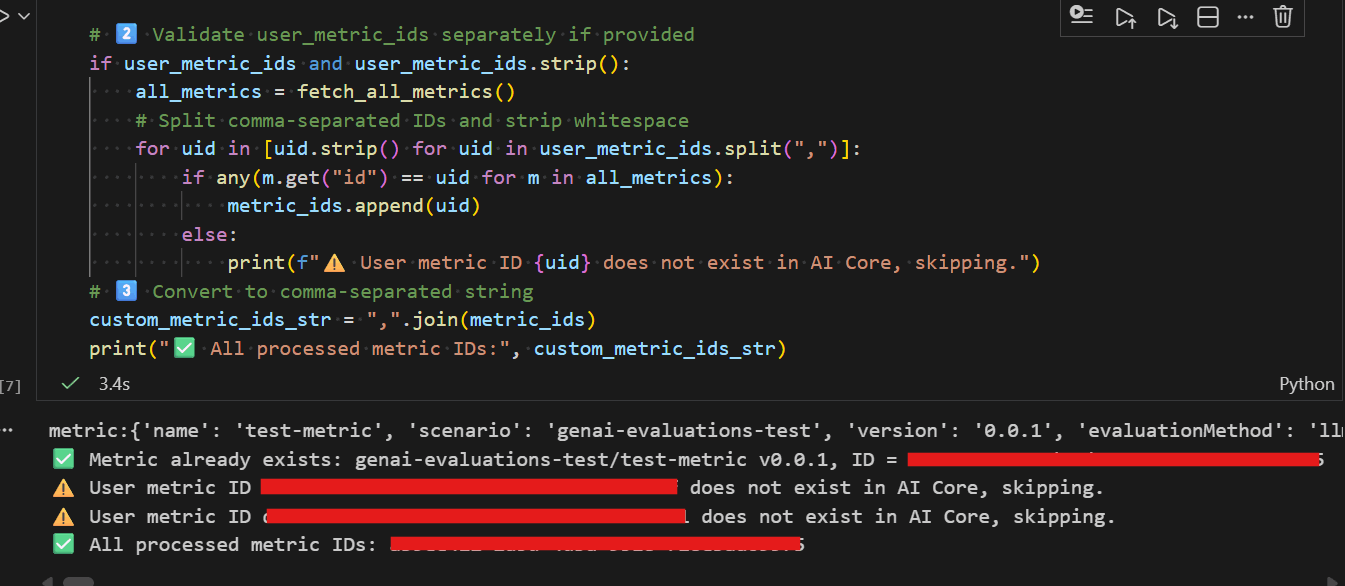 # 2️⃣ Validate user_metric_ids separately if provided
if user_metric_ids and user_metric_ids.strip():
all_metrics = fetch_all_metrics()
# Split comma-separated IDs and strip whitespace
for uid in [uid.strip() for uid in user_metric_ids.split(",")]:
if any(m.get("id") == uid for m in all_metrics):
metric_ids.append(uid)
else:
print(f"⚠️ User metric ID {uid} does not exist in AI Core, skipping.")
# 3️⃣ Convert to comma-separated string
custom_metric_ids_str = ",".join(metric_ids)
print("✅ All processed metric IDs:", custom_metric_ids_str)
[7] 3.4s Python
metric:{'name': 'test-metric', 'scenario': 'genai-evaluations-test', 'version': '0.0.1', 'evaluationMethod': 'll
✅ Metric already exists: genai-evaluations-test/test-metric v0.0.1, ID =
⚠️ User metric ID does not exist in AI Core, skipping.
⚠️ User metric ID does not exist in AI Core, skipping.
✅ All processed metric IDs: